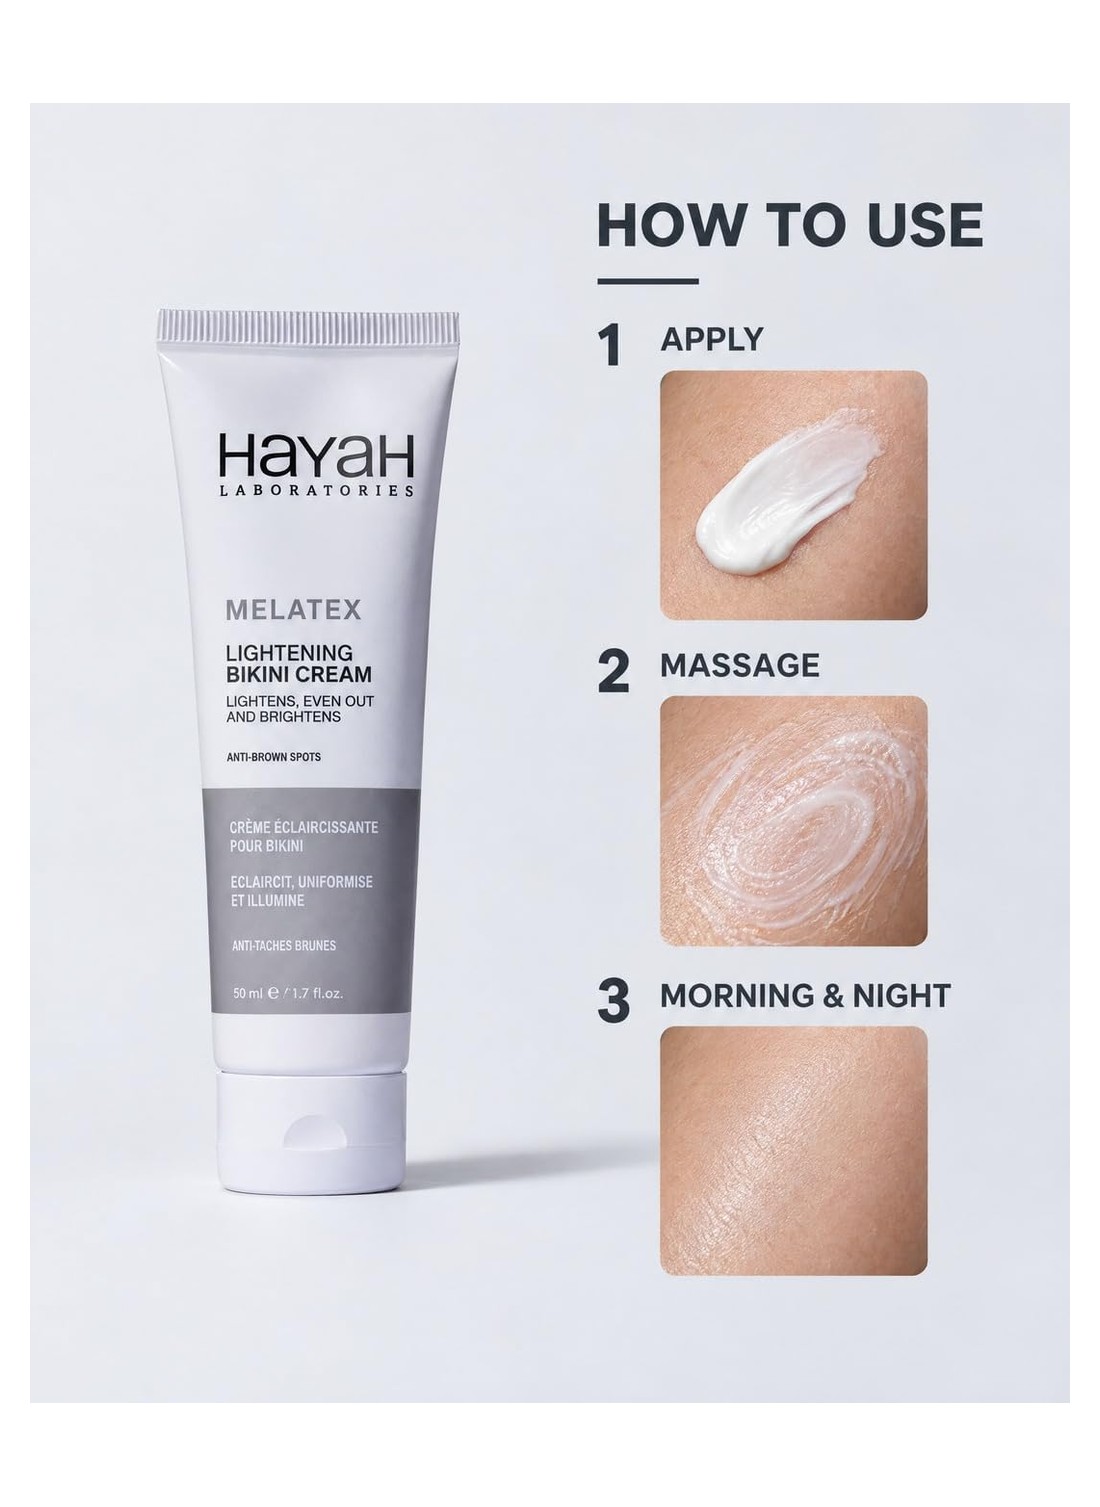 HaYaH
LABORATORIES
MELATEX
LIGHTENING
BIKINI CREAM
LIGHTENS, EVEN OUT
AND BRIGHTENS
ANTI-BROWN SPOTS
CRÈME ÉCLAIRCISSANTE
POUR BIKINI
ECLAIRCIT, UNIFORMISE
ET ILLUMINE
ANTI-TACHES BRUNES
50 ml ℮ / 1.7 fl.oz.
HOW TO USE
1 APPLY
2 MASSAGE
3 MORNING & NIGHT